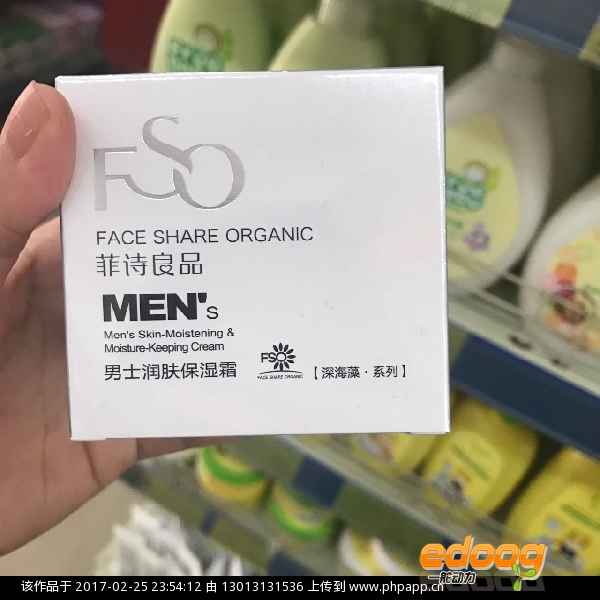 FSO
FACE SHARE ORGANIC
菲诗良品
MEN's
Men's Skin-Moistening &
Moisture-Keeping Cream
男士润肤保湿霜
FSO
FACE SHARE ORGANIC
【深海藻·系列】
edoog
一能动力
该作品于 2017-02-25 23:54:12 由 13013131536 上传到 www.phpapp.cn